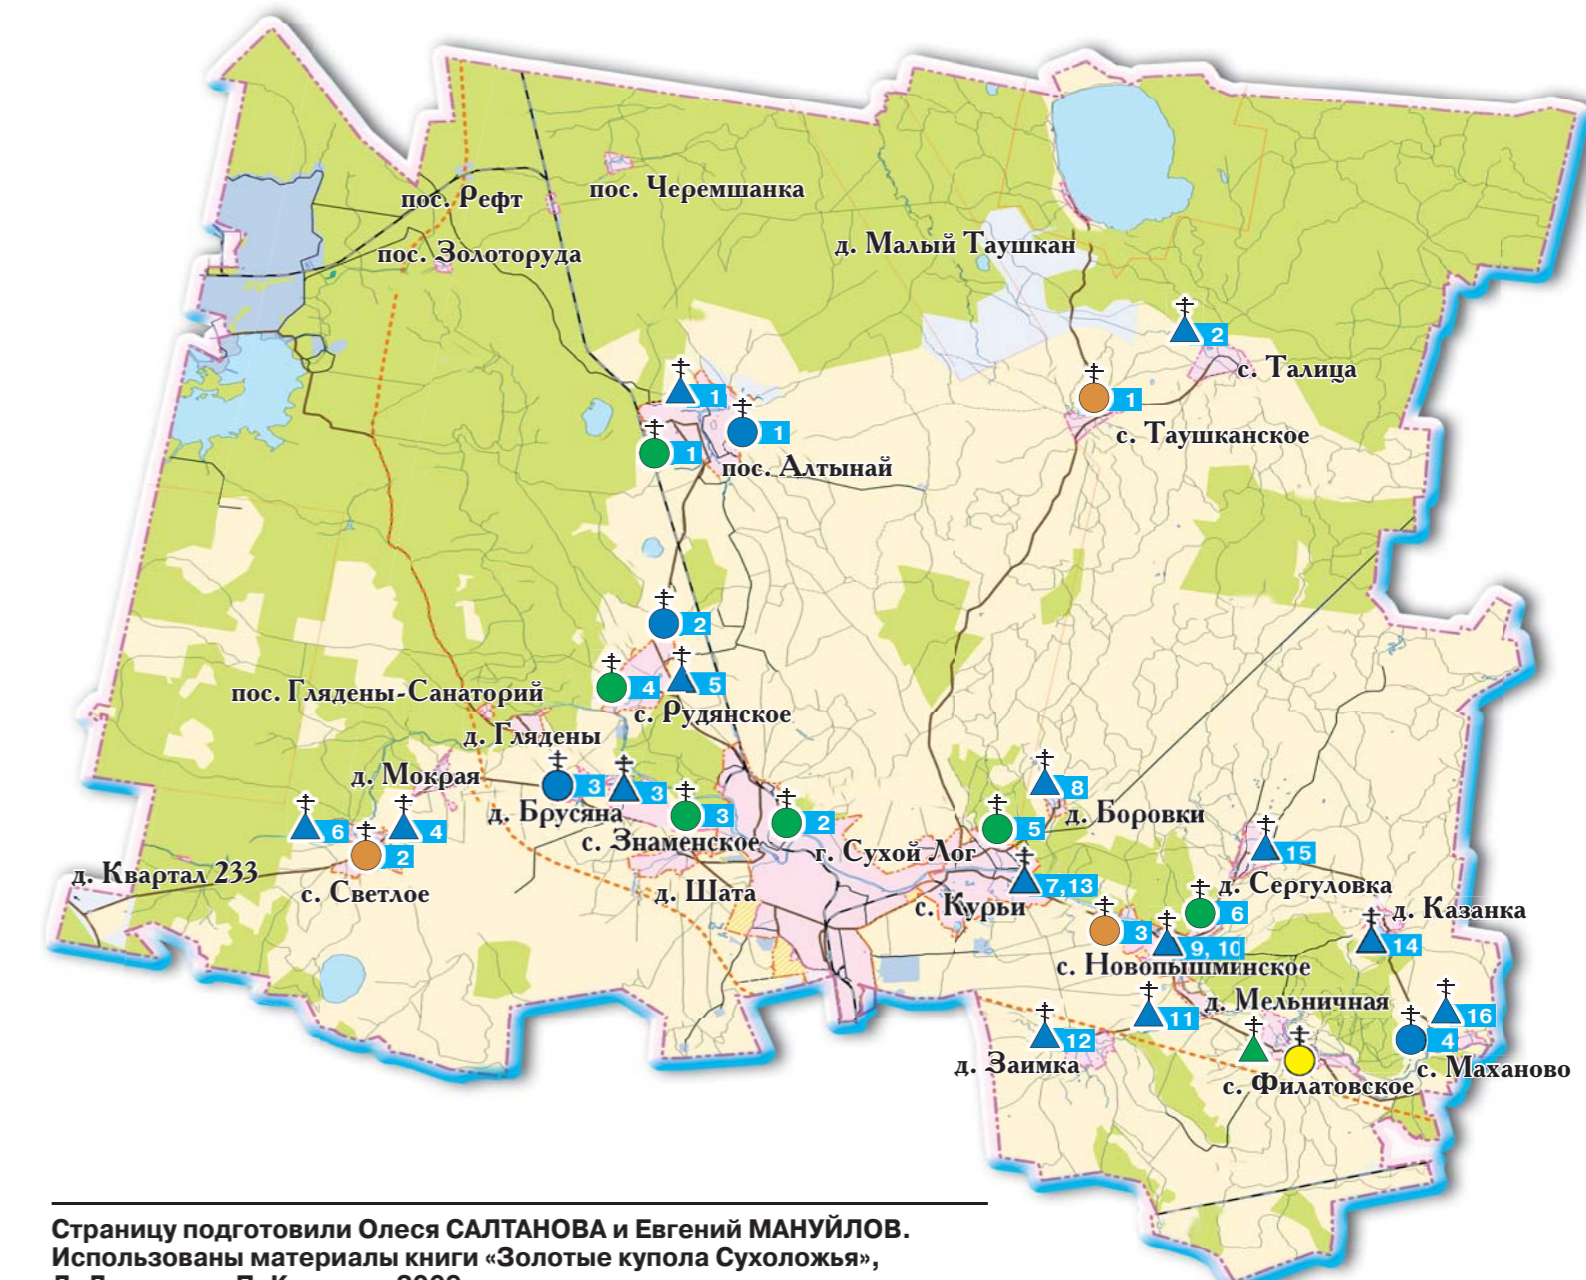 пос. Рефт
пос. Черемшанка
пос. Золоторуда
д. Малый Таушкан
2
с. Талица
1
1
1
1
с. Таушканское
пос. Алтынай
2
4
5
пос. Глядены-Санаторий
с. Рудянское
д. Глядены
д. Мокрая
3
3
8
д. Брусяна
3
2
5
д. Боровки
6
4
с. Знаменское
2
г. Сухой Лог
15
д. Квартал 233
с. Светлое
д. Шата
7,13
с. Курьи
д. Сергуловка
6
д. Казанка
3
9, 10
14
с. Новопышминское
д. Мельничная
11
16
12
4
д. Заимка
с. Филатовское
с. Маханово
Страницу подготовили Олеся САЛТАНОВА и Евгений МАНУЙЛОВ.
Использованы материалы книги «Золотые купола Сухоложья»,